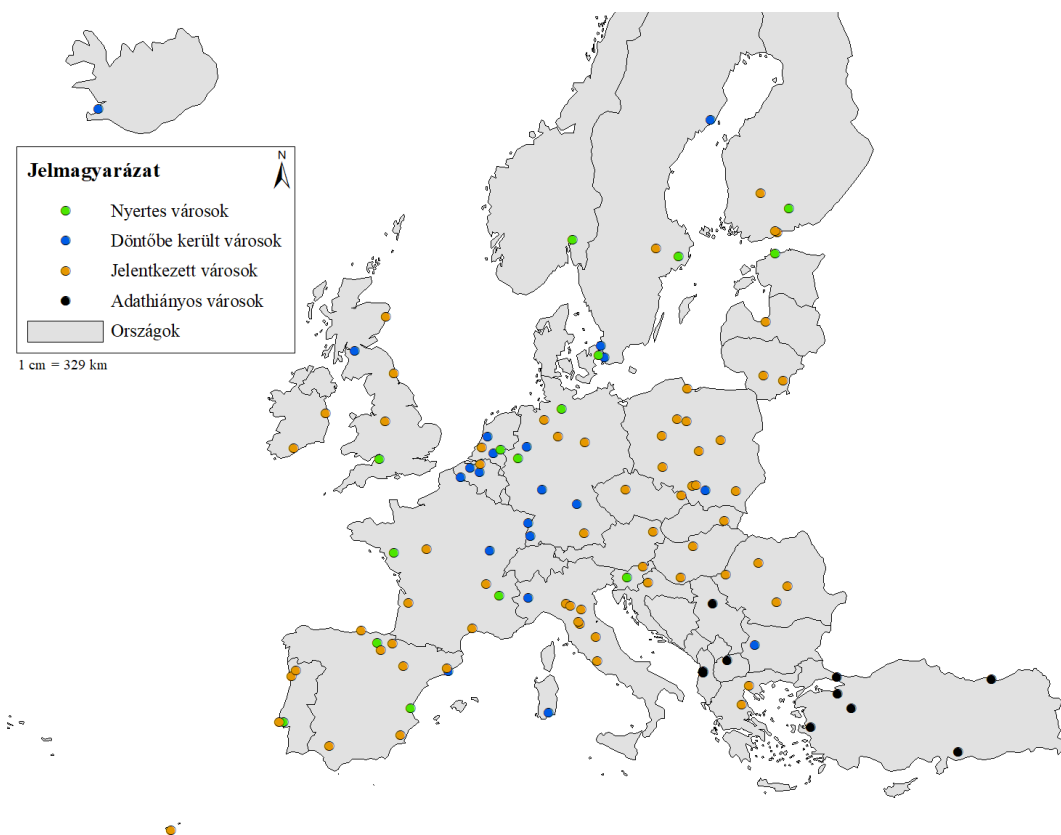 N
Jelmagyarázat
Nyertes városok
Döntőbe került városok
Jelentkezett városok
Adathiányos városok
Országok
1 cm = 329 km